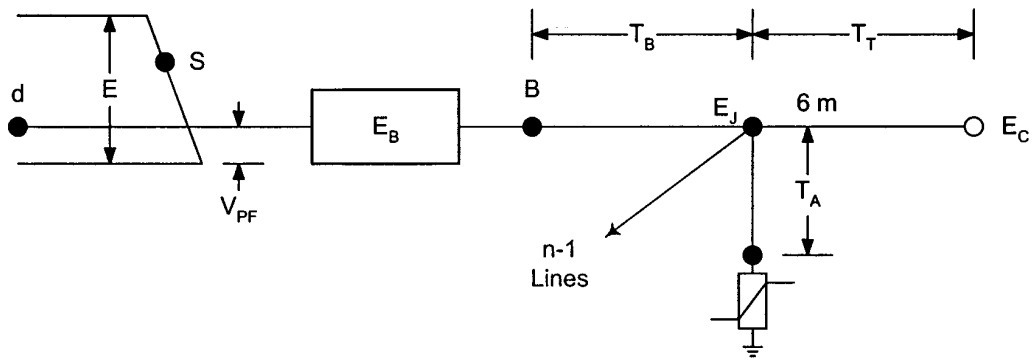 T_B
T_T
S
d
E
B
E_B
E_J
6 m
E_C
V_PF
T_A
n-1
Lines